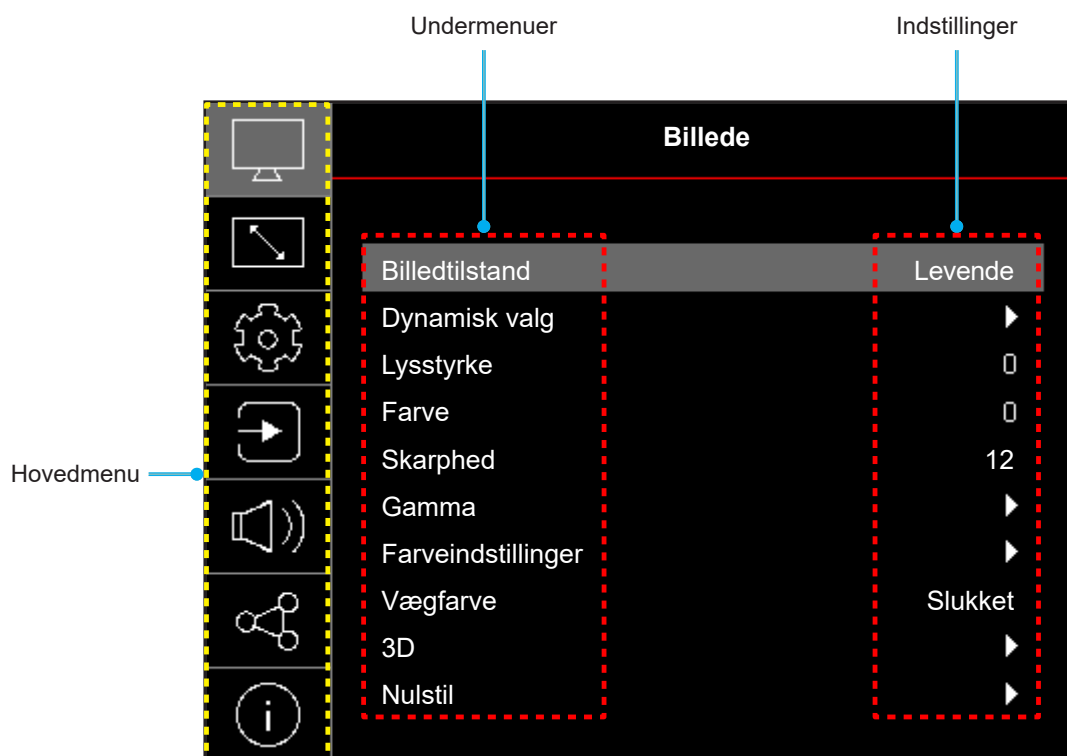 Undermenuer
Indstillinger
Billede
Billedtilstand Levende
Dynamisk valg
Lysstyrke 0
Farve 0
Skarphed 12
Hovedmenu
Gamma
Farveindstillinger
Vægfarve Slukket
3D
Nulstil
i